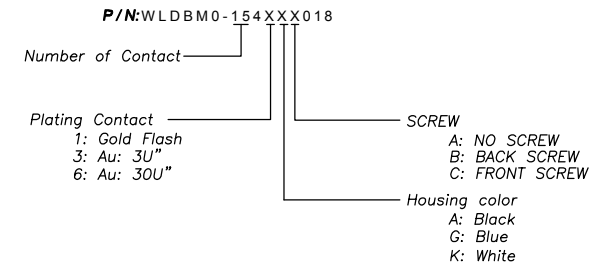 P/N:WLDBM0-154XXX018
Number of Contact
Plating Contact
1: Gold Flash
3: Au: 3U"
6: Au: 30U"
SCREW
A: NO SCREW
B: BACK SCREW
C: FRONT SCREW
Housing color
A: Black
G: Blue
K: White